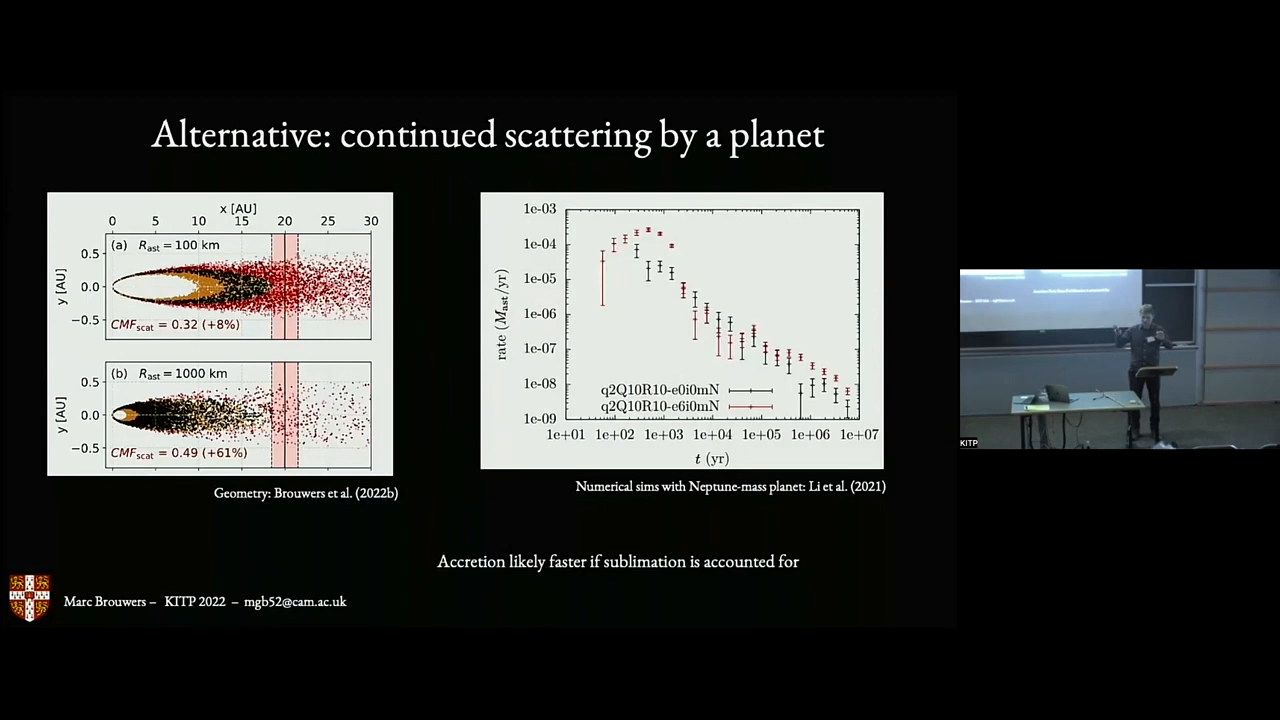 Alternative: continued scattering by a planet
x [AU]
0 5 10 15 20 25 30
(a) R_ast = 100 km
0.5
0.0
−0.5
y [AU]
CMF_scat = 0.32 (+8%)
(b) R_ast = 1000 km
0.5
0.0
−0.5
y [AU]
CMF_scat = 0.49 (+61%)
Geometry: Brouwers et al. (2022b)
1e-03
1e-04
1e-05
1e-06
1e-07
1e-08
1e-09
rate (M_ast/yr)
q2Q10R10-e0i0mN
q2Q10R10-e6i0mN
1e+01 1e+02 1e+03 1e+04 1e+05 1e+06 1e+07
t (yr)
Numerical sims with Neptune-mass planet: Li et al. (2021)
Accretion likely faster if sublimation is accounted for
Marc Brouwers – KITP 2022 – mgb52@cam.ac.uk
KITP